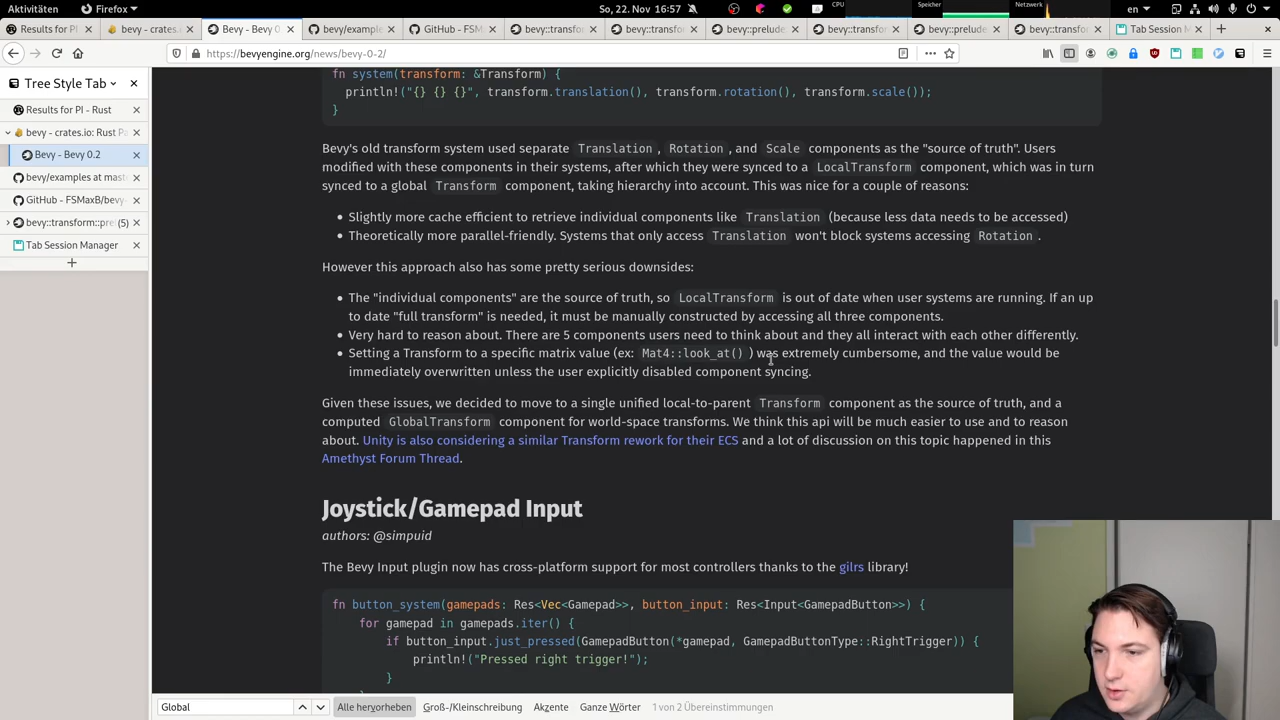 Aktivitäten Firefox So, 22. Nov 16:57 CPU Speicher Netzwerk en
Results for PI bevy - crates. Bevy - Bevy 0.2 bevy/example GitHub - FSM bevy::transform bevy::transform bevy::prelude bevy::transfo bevy::prelude bevy::transform Tab Session M
https://bevyengine.org/news/bevy-0-2/
Tree Style Tab
Results for PI - Rust
bevy - crates.io: Rust Pa
Bevy - Bevy 0.2
bevy/examples at mast
GitHub - FSMaxB/bevy-
bevy::transform::prel (5)
Tab Session Manager
fn system(transform: &Transform) {
println!("{} {} {}", transform.translation(), transform.rotation(), transform.scale());
}
Bevy's old transform system used separate Translation , Rotation , and Scale components as the "source of truth". Users
modified with these components in their systems, after which they were synced to a LocalTransform component, which was in turn
synced to a global Transform component, taking hierarchy into account. This was nice for a couple of reasons:
Slightly more cache efficient to retrieve individual components like Translation (because less data needs to be accessed)
Theoretically more parallel-friendly. Systems that only access Translation won't block systems accessing Rotation .
However this approach also has some pretty serious downsides:
The "individual components" are the source of truth, so LocalTransform is out of date when user systems are running. If an up
to date "full transform" is needed, it must be manually constructed by accessing all three components.
Very hard to reason about. There are 5 components users need to think about and they all interact with each other differently.
Setting a Transform to a specific matrix value (ex: Mat4::look_at() ) was extremely cumbersome, and the value would be
immediately overwritten unless the user explicitly disabled component syncing.
Given these issues, we decided to move to a single unified local-to-parent Transform component as the source of truth, and a
computed GlobalTransform component for world-space transforms. We think this api will be much easier to use and to reason
about. Unity is also considering a similar Transform rework for their ECS and a lot of discussion on this topic happened in this
Amethyst Forum Thread.
Joystick/Gamepad Input
authors: @simpuid
The Bevy Input plugin now has cross-platform support for most controllers thanks to the gilrs library!
fn button_system(gamepads: Res<Vec<Gamepad>>, button_input: Res<Input<GamepadButton>>) {
for gamepad in gamepads.iter() {
if button_input.just_pressed(GamepadButton(*gamepad, GamepadButtonType::RightTrigger)) {
println!("Pressed right trigger!");
}
Global Alle hervorheben Groß-/Kleinschreibung Akzente Ganze Wörter 1 von 2 Übereinstimmungen